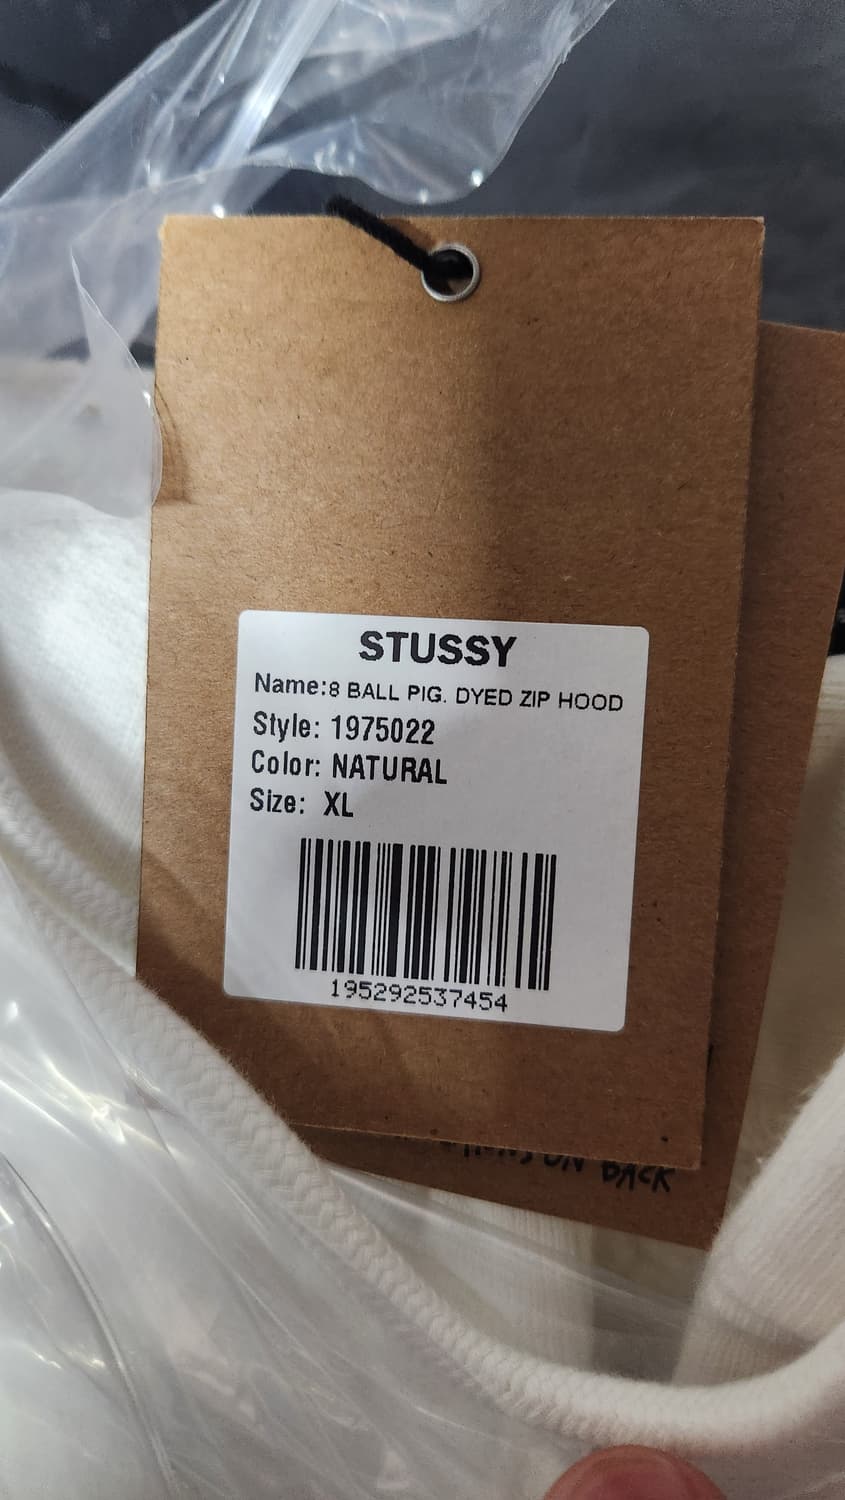 STUSSY
Name:8 BALL PIG. DYED ZIP HOOD
Style: 1975022
Color: NATURAL
Size: XL
195292537454
ON BACK